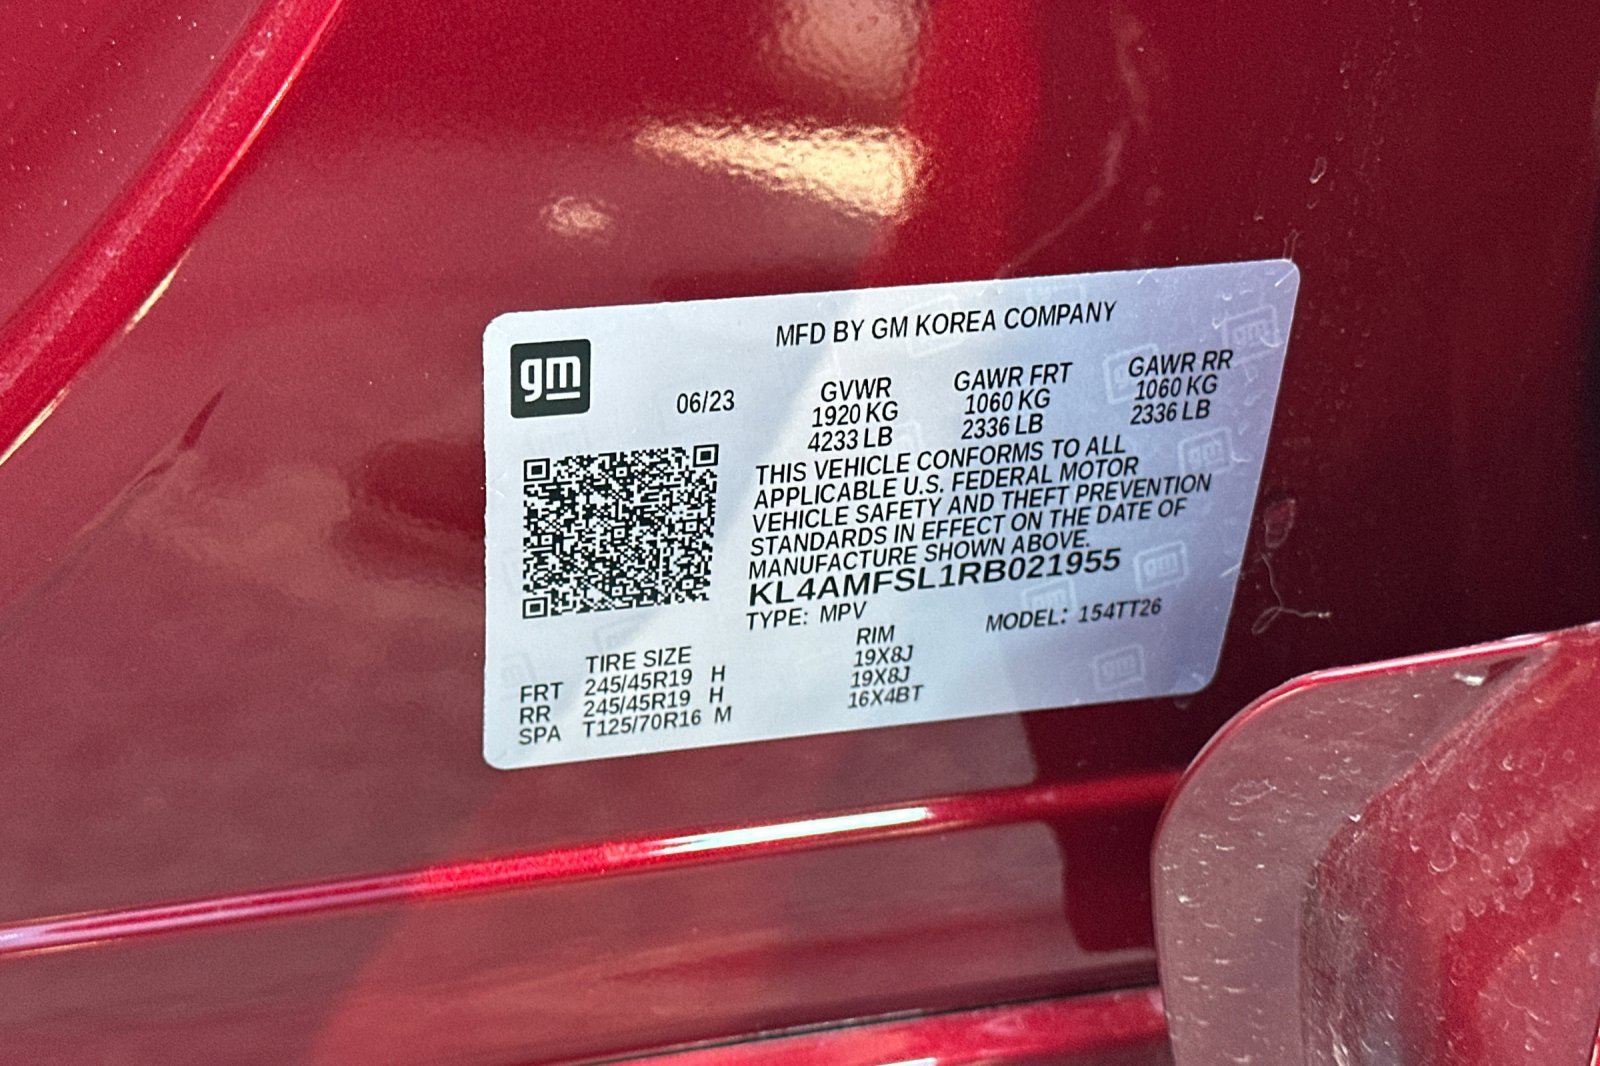 MFD BY GM KOREA COMPANY
gm
06/23
GVWR GAWR FRT GAWR RR
1920 KG 1060 KG 1060 KG
4233 LB 2336 LB 2336 LB
THIS VEHICLE CONFORMS TO ALL
APPLICABLE U.S. FEDERAL MOTOR
VEHICLE SAFETY AND THEFT PREVENTION
STANDARDS IN EFFECT ON THE DATE OF
MANUFACTURE SHOWN ABOVE.
KL4AMFSL1RB021955
TYPE: MPV MODEL: 154TT26
TIRE SIZE RIM
FRT 245/45R19 H 19X8J
RR 245/45R19 H 19X8J
SPA T125/70R16 M 16X4BT